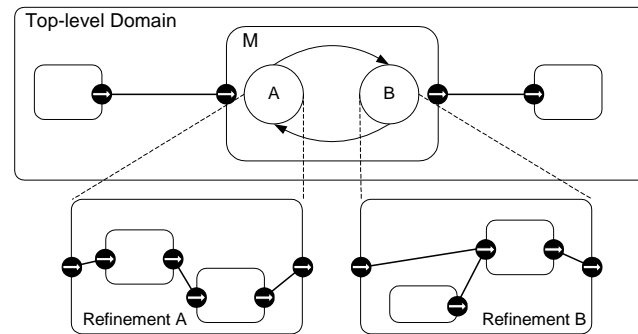 Top-level Domain
M
A
B
Refinement A
Refinement B